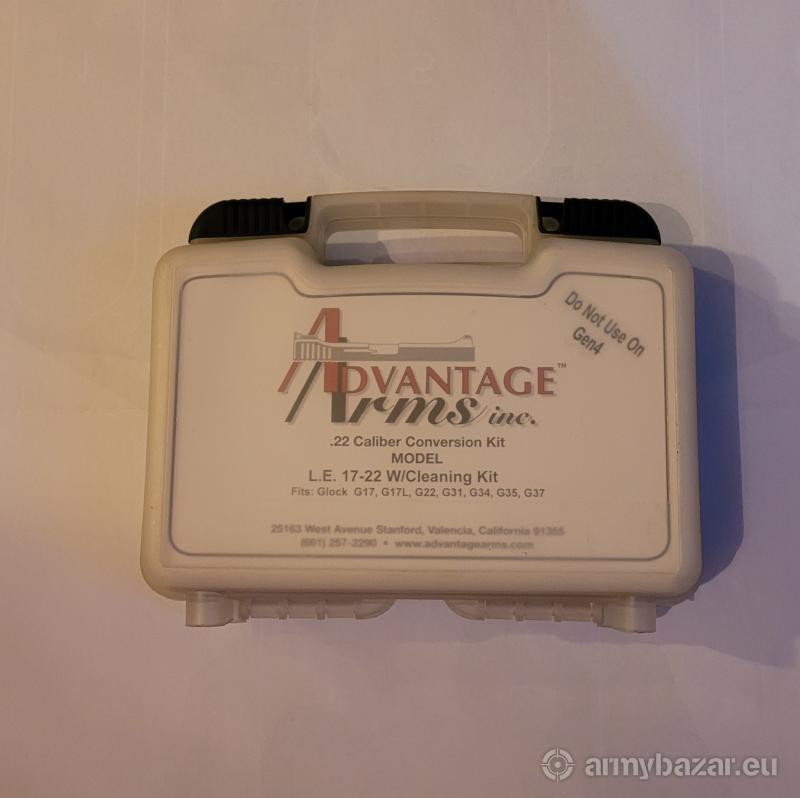 Do Not Use On
Gen4
ADVANTAGE™
Arms inc.
.22 Caliber Conversion Kit
MODEL
L.E. 17-22 W/Cleaning Kit
Fits: Glock G17, G17L, G22, G31, G34, G35, G37
25163 West Avenue Stanford, Valencia, California 91355
(661) 257-2290 • www.advantagearms.com
armybazar.eu